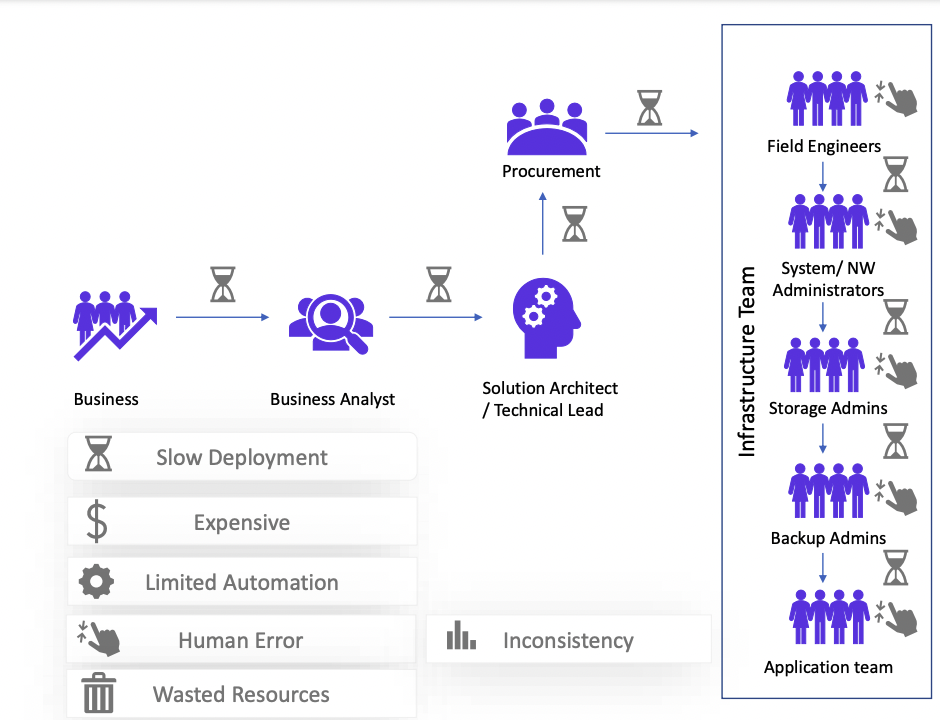 Procurement
Business
Business Analyst
Solution Architect
/ Technical Lead
Infrastructure Team
Field Engineers
System/ NW
Administrators
Storage Admins
Backup Admins
Application team
Slow Deployment
$
Expensive
Limited Automation
Human Error
Inconsistency
Wasted Resources